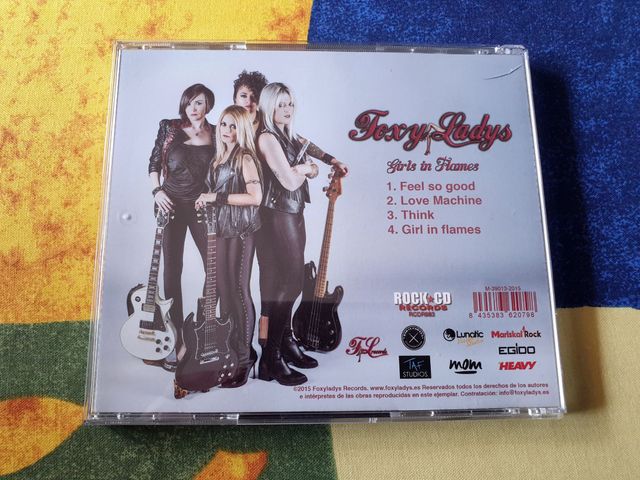 Foxy Ladys
Girls in Flames
1. Feel so good
2. Love Machine
3. Think
4. Girl in flames
ROCK CD
RECORDS
M-39013-2015
8 435383 620798
Lunatic
Mariskal Rock
EGIDO
TAF
STUDIOS
mom
HEAVY
©2015 Foxyladys Records. www.foxyladys.es Reservados todos los derechos de los autores
e intérpretes de las obras reproducidas en este ejemplar. Contratación: info@foxyladys.es